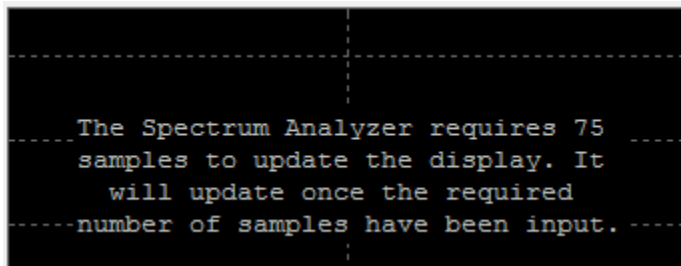 The Spectrum Analyzer requires 75
samples to update the display. It
will update once the required
number of samples have been input.